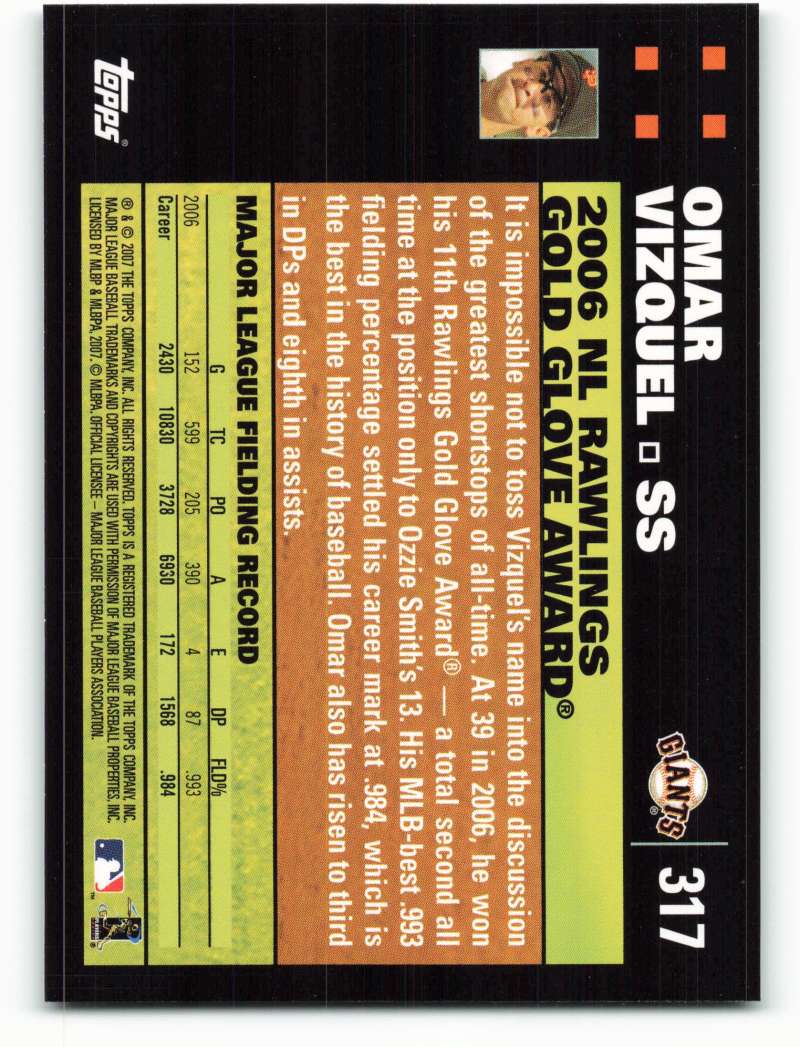 OMAR
VIZQUEL □ SS
GIANTS®
317
2006 NL RAWLINGS
GOLD GLOVE AWARD®
It is impossible not to toss Vizquel's name into the discussion
of the greatest shortstops of all-time. At 39 in 2006, he won
his 11th Rawlings Gold Glove Award® — a total second all
time at the position only to Ozzie Smith's 13. His MLB-best .993
fielding percentage settled his career mark at .984, which is
the best in the history of baseball. Omar also has risen to third
in DPs and eighth in assists.
MAJOR LEAGUE FIELDING RECORD
G TC PO A E DP FLD%
2006 152 599 205 390 4 87 .993
Career 2430 10830 3728 6930 172 1568 .984
® & © 2007 THE TOPPS COMPANY, INC. ALL RIGHTS RESERVED. TOPPS IS A REGISTERED TRADEMARK OF THE TOPPS COMPANY, INC.
MAJOR LEAGUE BASEBALL TRADEMARKS AND COPYRIGHTS ARE USED WITH PERMISSION OF MAJOR LEAGUE BASEBALL PROPERTIES, INC.
LICENSED BY MLBP & MLBPA, 2007. © MLBPA. OFFICIAL LICENSEE – MAJOR LEAGUE BASEBALL PLAYERS ASSOCIATION.
topps®